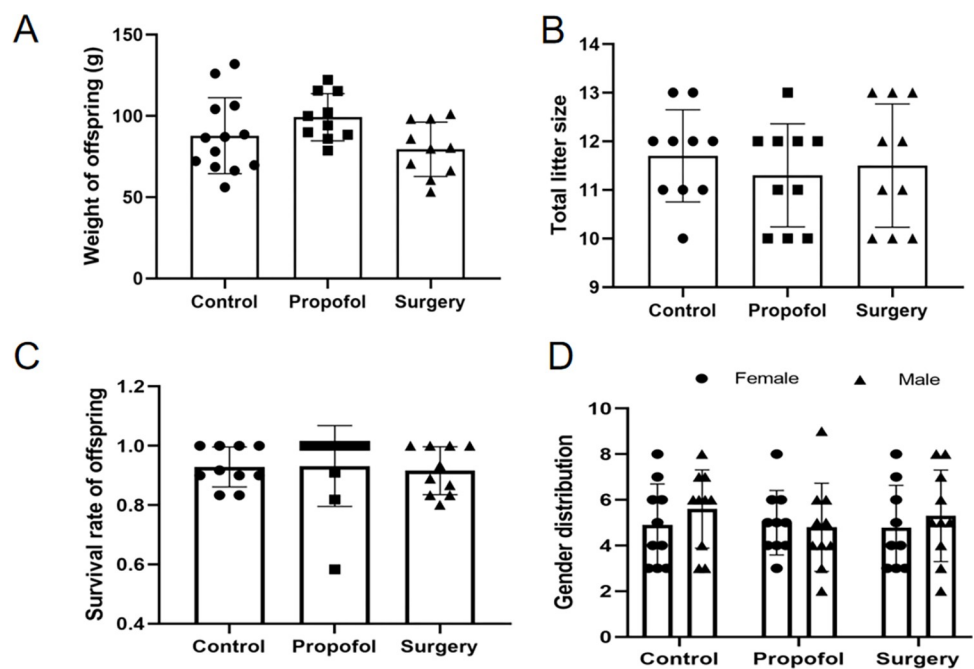 A
Weight of offspring (g)
150
100
50
0
Control Propofol Surgery
B
Total litter size
14
13
12
11
10
9
Control Propofol Surgery
C
Survival rate of offspring
1.2
1.0
0.8
0.6
0.4
Control Propofol Surgery
D
Female Male
Gender distribution
10
8
6
4
2
0
Control Propofol Surgery